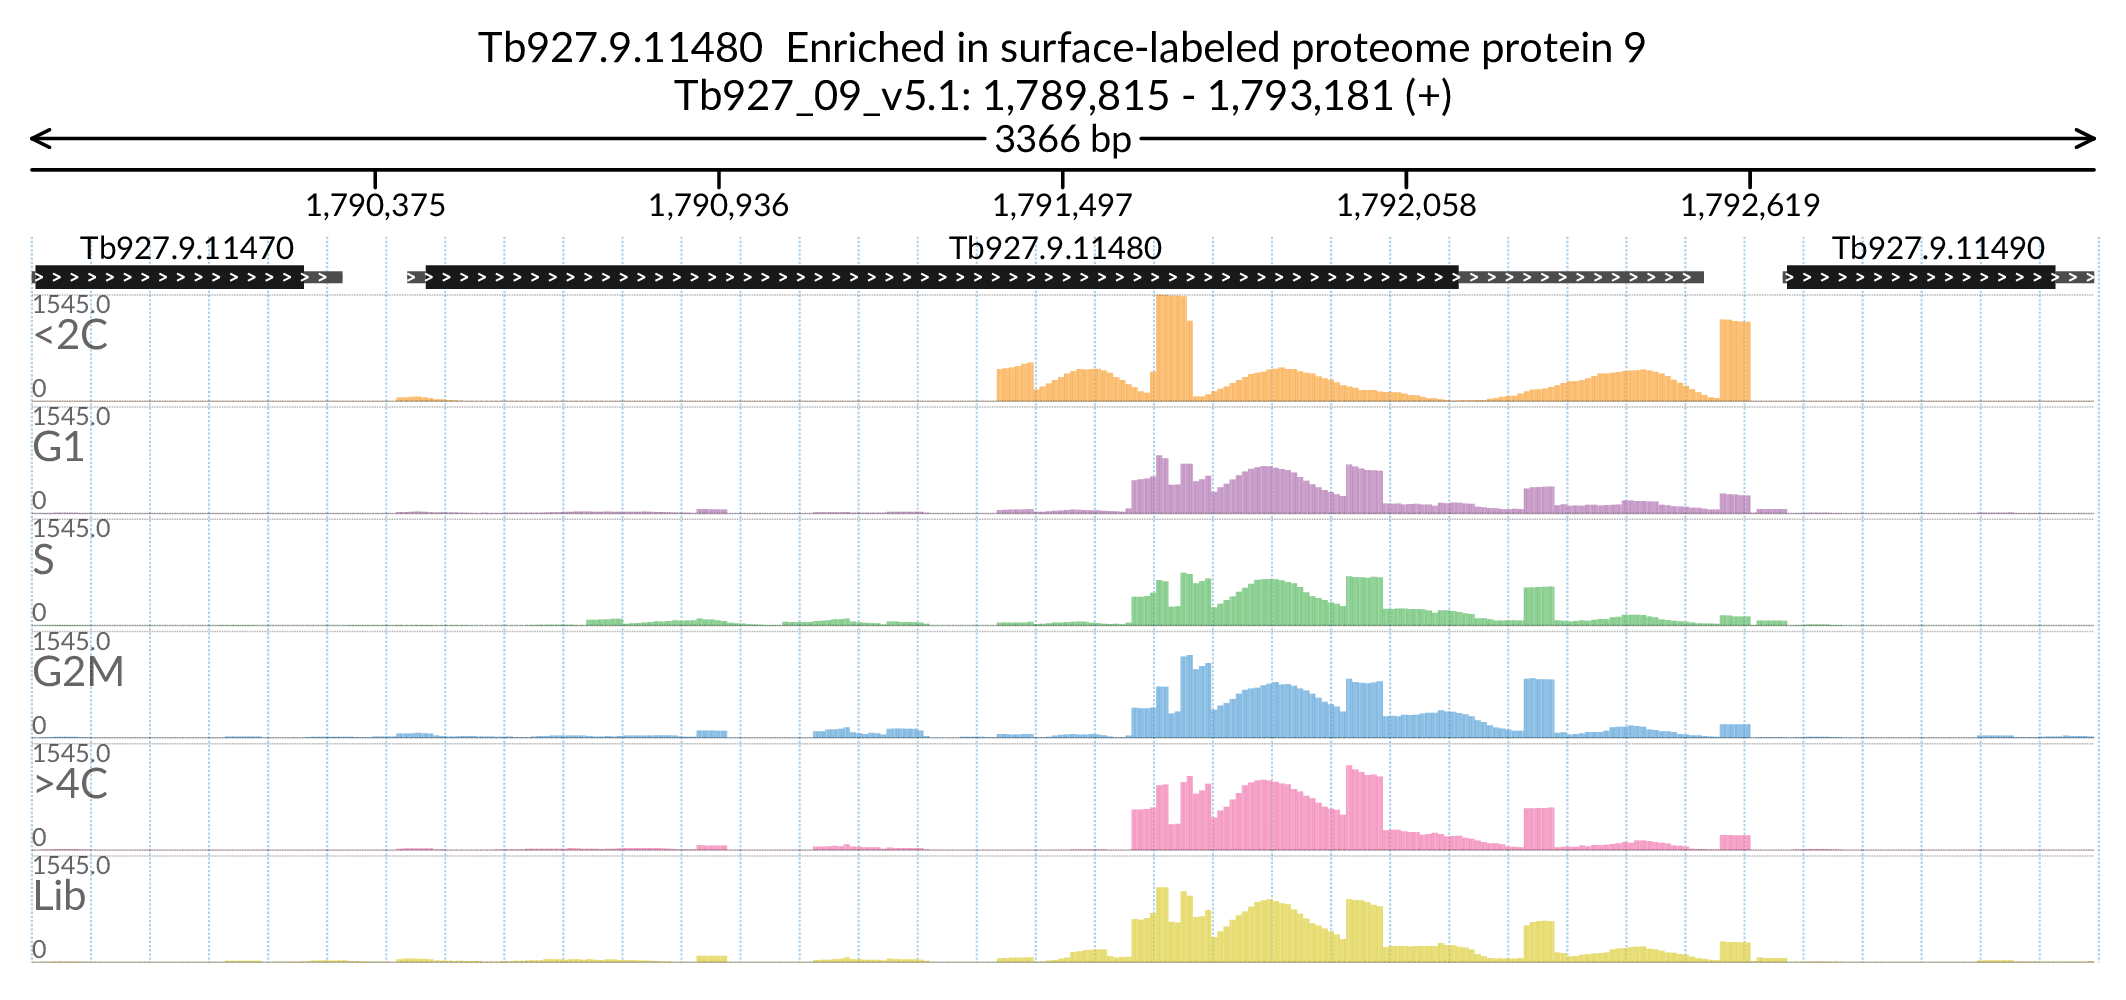 Tb927.9.11480  Enriched in surface-labeled proteome protein 9
Tb927_09_v5.1: 1,789,815 - 1,793,181 (+)
3366 bp
1,790,375 1,790,936 1,791,497 1,792,058 1,792,619
Tb927.9.11470 Tb927.9.11480 Tb927.9.11490
1545.0
<2C
0
1545.0
G1
0
1545.0
S
0
1545.0
G2M
0
1545.0
>4C
0
1545.0
Lib
0